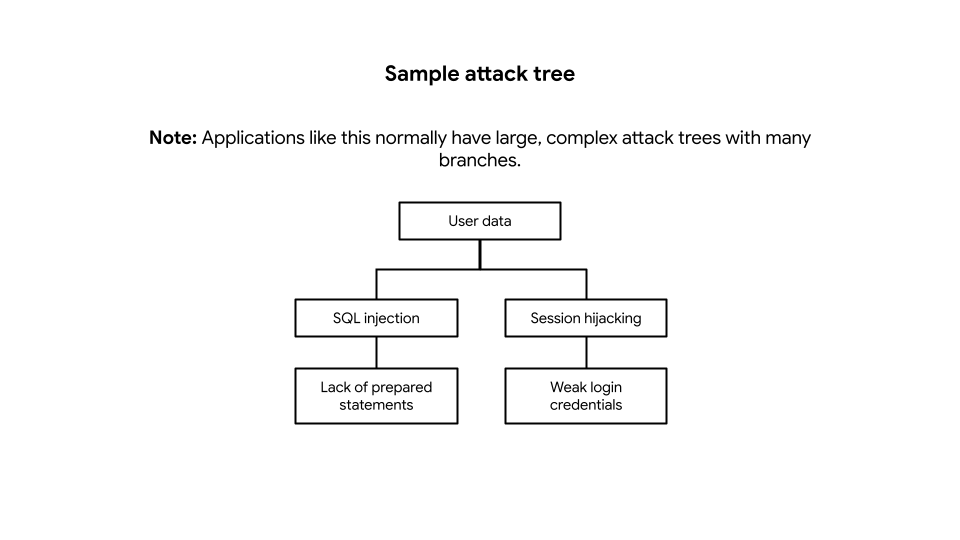 Sample attack tree
Note: Applications like this normally have large, complex attack trees with many
branches.
User data
SQL injection
Session hijacking
Lack of prepared
statements
Weak login
credentials